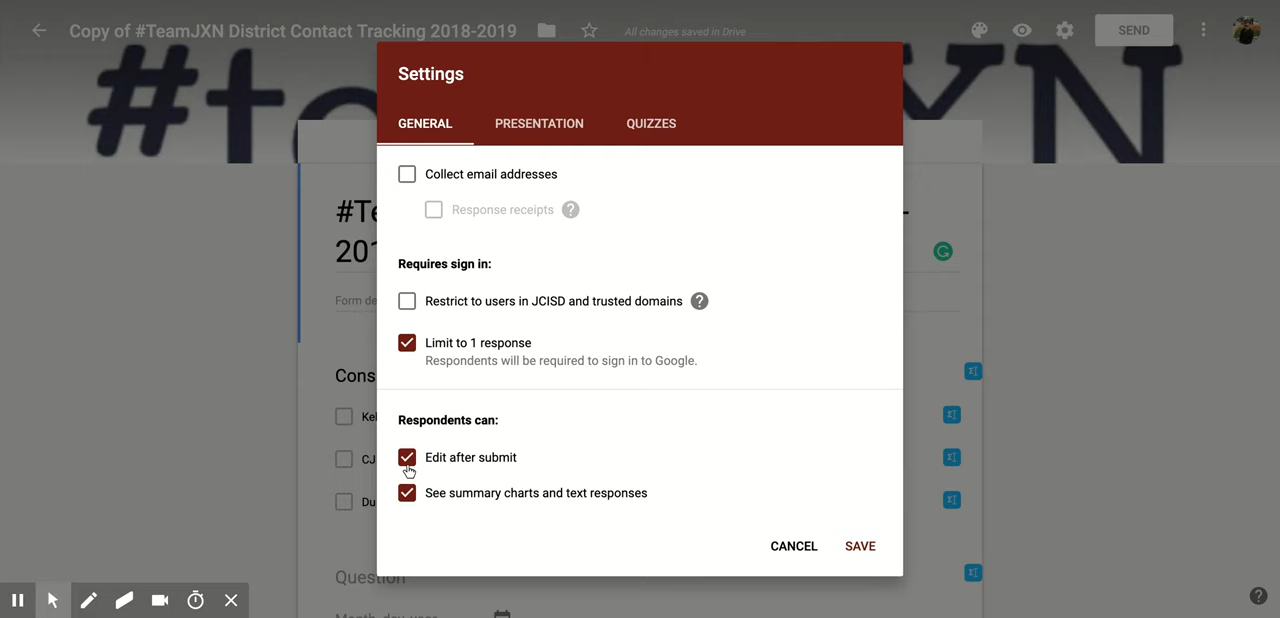 Copy of #TeamJXN District Contact Tracking 2018-2019
All changes saved in Drive
SEND
Settings
GENERAL PRESENTATION QUIZZES
Collect email addresses
Response receipts ?
#Te
201
Requires sign in:
Form de
Restrict to users in JCISD and trusted domains ?
Limit to 1 response
Respondents will be required to sign in to Google.
Cons
Kel
Respondents can:
CJ
Edit after submit
Du
See summary charts and text responses
CANCEL SAVE
Question
Month, day, year
?